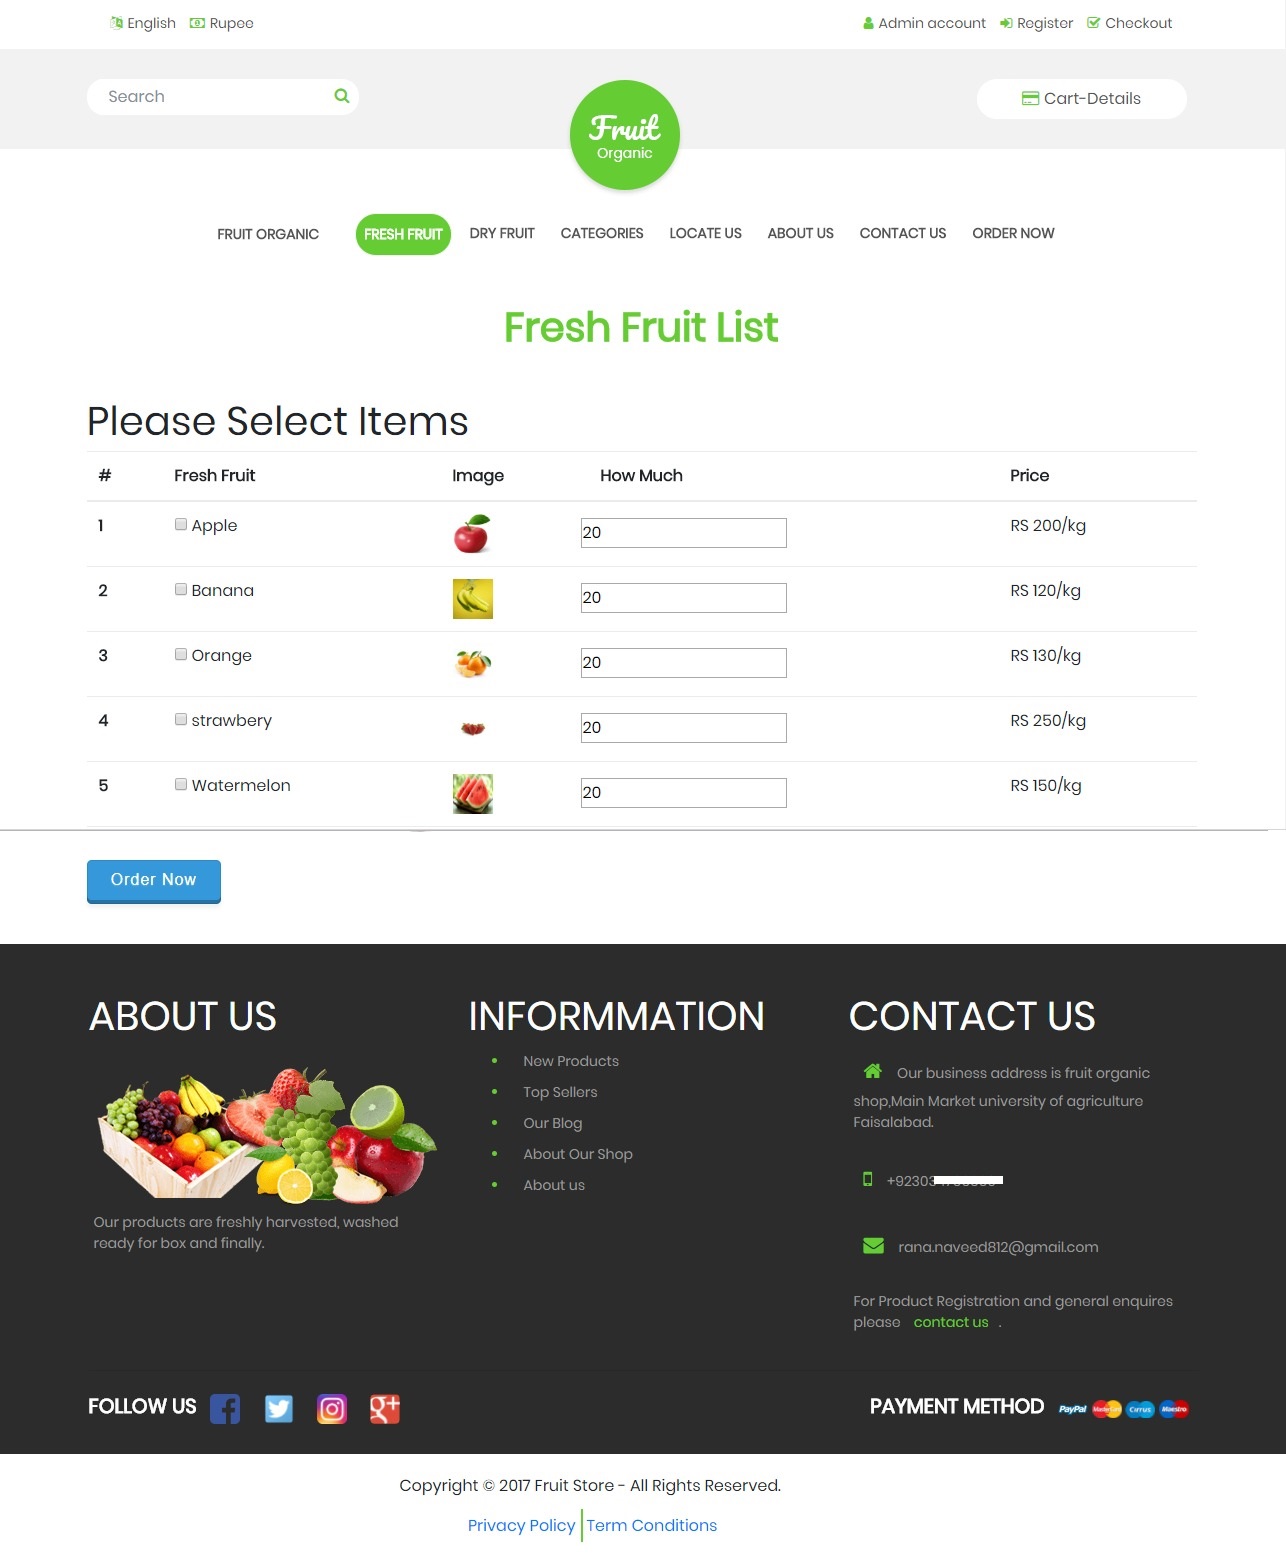 English Rupee Admin account Register Checkout
Search Cart-Details
Fruit
Organic
FRUIT ORGANIC FRESH FRUIT DRY FRUIT CATEGORIES LOCATE US ABOUT US CONTACT US ORDER NOW
Fresh Fruit List
Please Select Items
# Fresh Fruit Image How Much Price
1 Apple 20 RS 200/kg
2 Banana 20 RS 120/kg
3 Orange 20 RS 130/kg
4 strawbery 20 RS 250/kg
5 Watermelon 20 RS 150/kg
Order Now
ABOUT US
Our products are freshly harvested, washed
ready for box and finally.
INFORMMATION
• New Products
• Top Sellers
• Our Blog
• About Our Shop
• About us
CONTACT US
Our business address is fruit organic
shop,Main Market university of agriculture
Faisalabad.
+92303
rana.naveed812@gmail.com
For Product Registration and general enquires
please contact us .
FOLLOW US PAYMENT METHOD PayPal MasterCard Cirrus Maestro
Copyright © 2017 Fruit Store - All Rights Reserved.
Privacy Policy Term Conditions